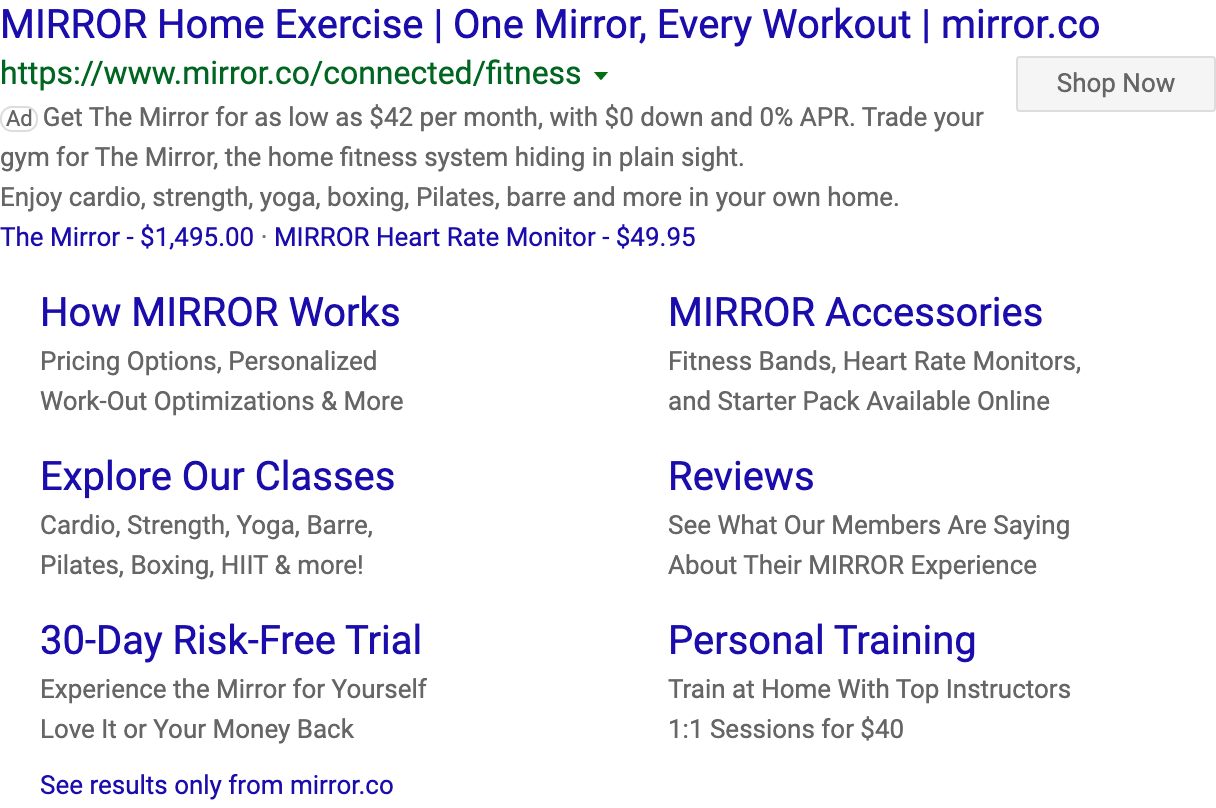 MIRROR Home Exercise | One Mirror, Every Workout | mirror.co
https://www.mirror.co/connected/fitness
Shop Now
Ad Get The Mirror for as low as $42 per month, with $0 down and 0% APR. Trade your
gym for The Mirror, the home fitness system hiding in plain sight.
Enjoy cardio, strength, yoga, boxing, Pilates, barre and more in your own home.
The Mirror - $1,495.00 · MIRROR Heart Rate Monitor - $49.95
How MIRROR Works
Pricing Options, Personalized
Work-Out Optimizations & More
MIRROR Accessories
Fitness Bands, Heart Rate Monitors,
and Starter Pack Available Online
Explore Our Classes
Cardio, Strength, Yoga, Barre,
Pilates, Boxing, HIIT & more!
Reviews
See What Our Members Are Saying
About Their MIRROR Experience
30-Day Risk-Free Trial
Experience the Mirror for Yourself
Love It or Your Money Back
Personal Training
Train at Home With Top Instructors
1:1 Sessions for $40
See results only from mirror.co